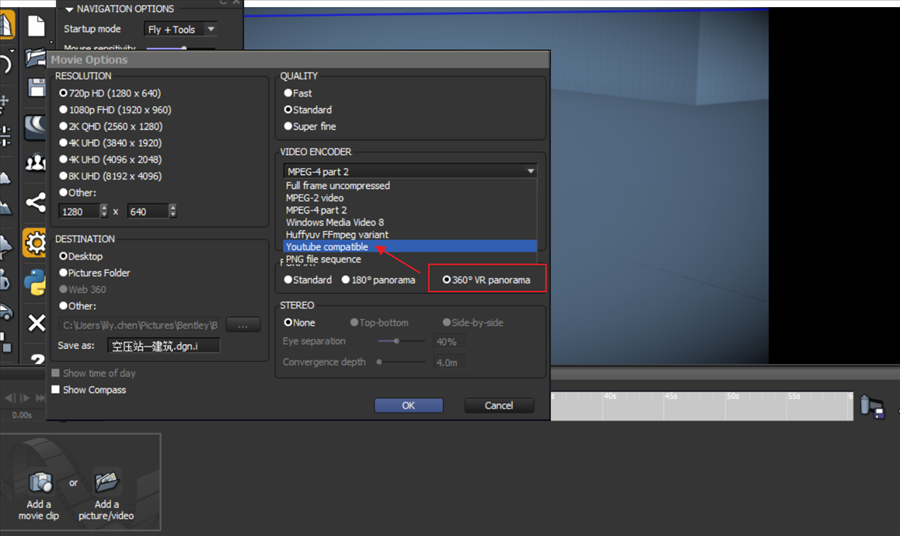 NAVIGATION OPTIONS
Startup mode
Fly + Tools
Mouse sensitivity
Movie Options
RESOLUTION
720p HD (1280 x 640)
1080p FHD (1920 x 960)
2K QHD (2560 x 1280)
4K UHD (3840 x 1920)
4K UHD (4096 x 2048)
8K UHD (8192 x 4096)
Other:
1280 x 640
DESTINATION
Desktop
Pictures Folder
Web 360
Other:
C:\Users\lily.chen\Pictures\Bentley\B
...
Save as: 空压站—建筑.dgn.i
Show time of day
Show Compass
QUALITY
Fast
Standard
Super fine
VIDEO ENCODER
MPEG-4 part 2
Full frame uncompressed
MPEG-2 video
MPEG-4 part 2
Windows Media Video 8
Huffyuv FFmpeg variant
Youtube compatible
PNG file sequence
Standard 180° panorama 360° VR panorama
STEREO
None Top-bottom Side-by-side
Eye separation 40%
Convergence depth 4.0m
OK Cancel
0.00s
40s 45s 50s 55s 6
Add a movie clip
or
Add a picture/video